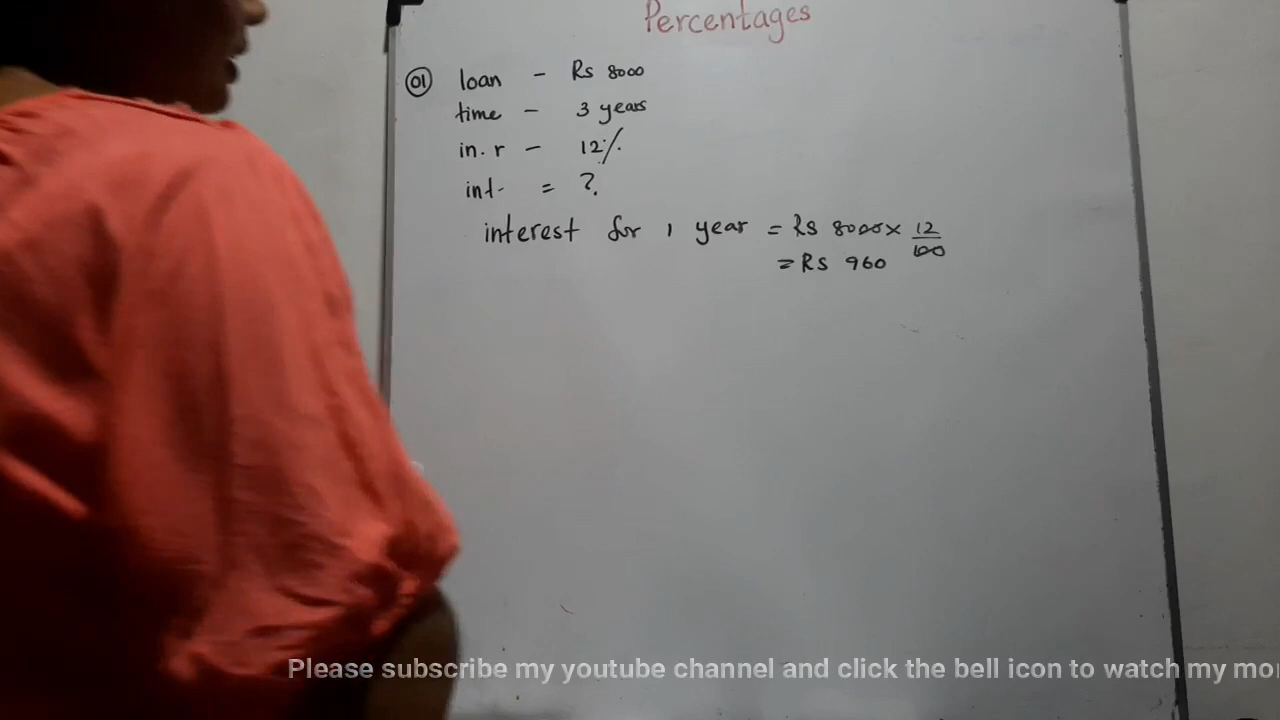 Percentages
01 loan - Rs 8000
time - 3 years
in. r - 12%
int- = ?
interest for 1 year = Rs 8000 x 12/100
= Rs 960
Please subscribe my youtube channel and click the bell icon to watch my mo